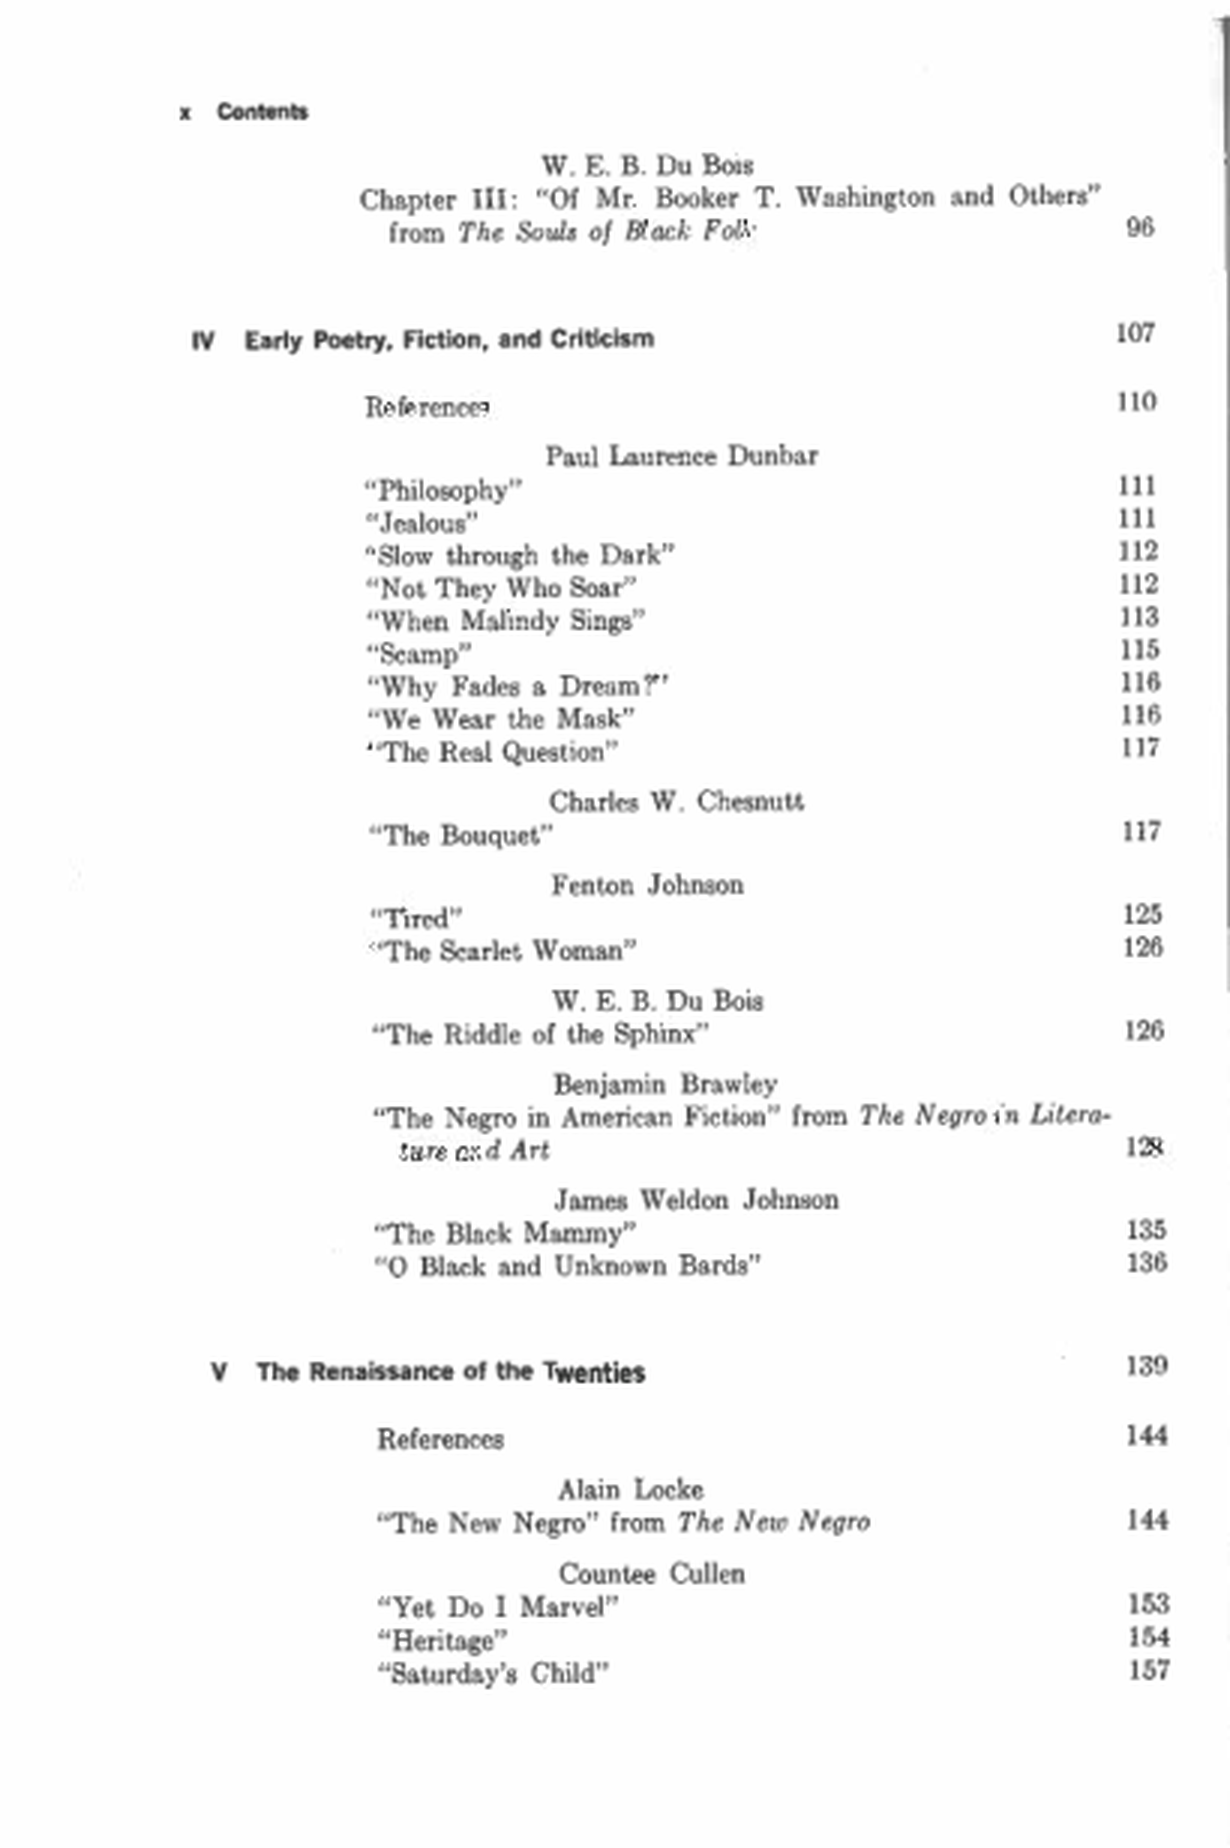 x Contents
W. E. B. Du Bois
Chapter III: “Of Mr. Booker T. Washington and Others”
from The Souls of Black Folk 96
IV Early Poetry, Fiction, and Criticism 107
References 110
Paul Laurence Dunbar
“Philosophy” 111
“Jealous” 111
“Slow through the Dark” 112
“Not They Who Soar” 112
“When Malindy Sings” 113
“Scamp” 115
“Why Fades a Dream?” 116
“We Wear the Mask” 116
“The Real Question” 117
Charles W. Chesnutt
“The Bouquet” 117
Fenton Johnson
“Tired” 125
“The Scarlet Woman” 126
W. E. B. Du Bois
“The Riddle of the Sphinx” 126
Benjamin Brawley
“The Negro in American Fiction” from The Negro in Litera-
ture and Art 128
James Weldon Johnson
“The Black Mammy” 135
“O Black and Unknown Bards” 136
V The Renaissance of the Twenties 139
References 144
Alain Locke
“The New Negro” from The New Negro 144
Countee Cullen
“Yet Do I Marvel” 153
“Heritage” 154
“Saturday’s Child” 157